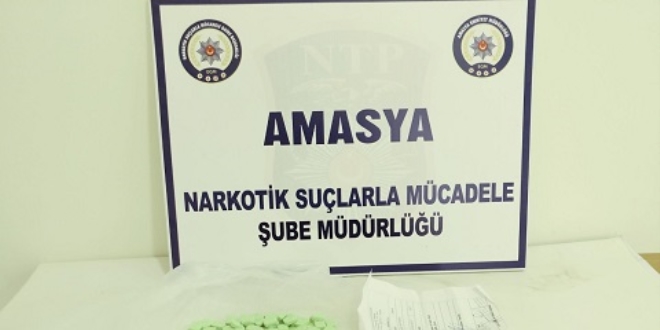 AMASYA
NARKOTİK SUÇLARLA MÜCADELE
ŞUBE MÜDÜRLÜĞÜ